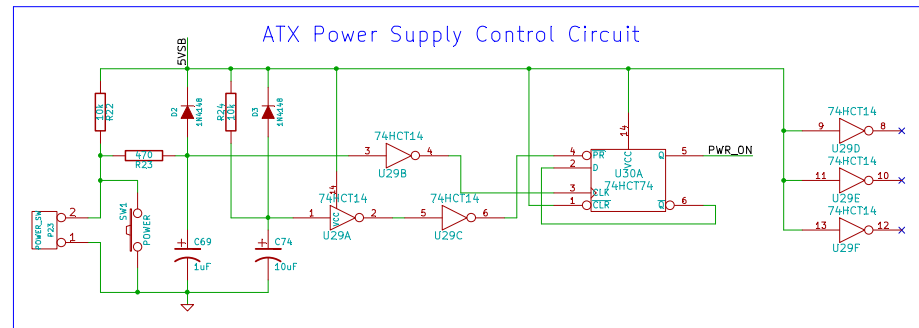 ATX Power Supply Control Circuit
5VSB
R22
10k
D2
1N4148
R24
10k
D3
1N4148
470
R23
74HCT14
3
4
U29B
74HCT14
1
2
VCC
14
U29A
74HCT14
5
6
U29C
14
VCC
4
PR
2
D
3
CLK
1
CLR
Q
5
Q
6
U30A
74HCT74
PWR_ON
74HCT14
9
8
U29D
74HCT14
11
10
U29E
74HCT14
13
12
U29F
POWER_SW
P23
2
1
SW1
POWER
C69
1uF
C74
10uF